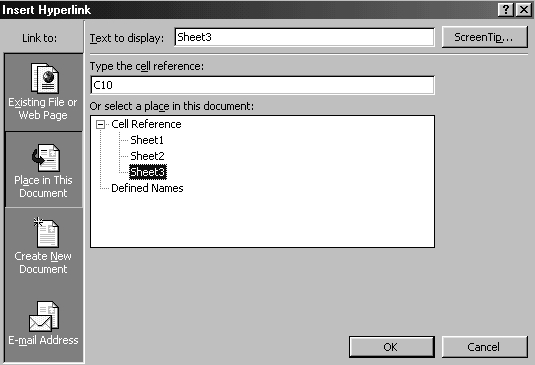 Insert Hyperlink
Link to:
Text to display:
Sheet3
ScreenTip...
Existing File or
Web Page
Place in This
Document
Create New
Document
E-mail Address
Type the cell reference:
C10
Or select a place in this document:
Cell Reference
Sheet1
Sheet2
Sheet3
Defined Names
OK
Cancel